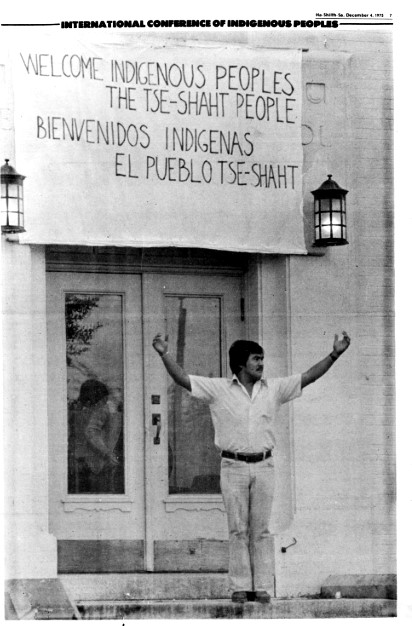 Ha Shilth Sa, December 4, 1975 7
INTERNATIONAL CONFERENCE OF INDIGENOUS PEOPLES
WELCOME INDIGENOUS PEOPLES
THE TSE-SHAHT PEOPLE
BIENVENIDOS INDIGENAS
EL PUEBLO TSE-SHAHT